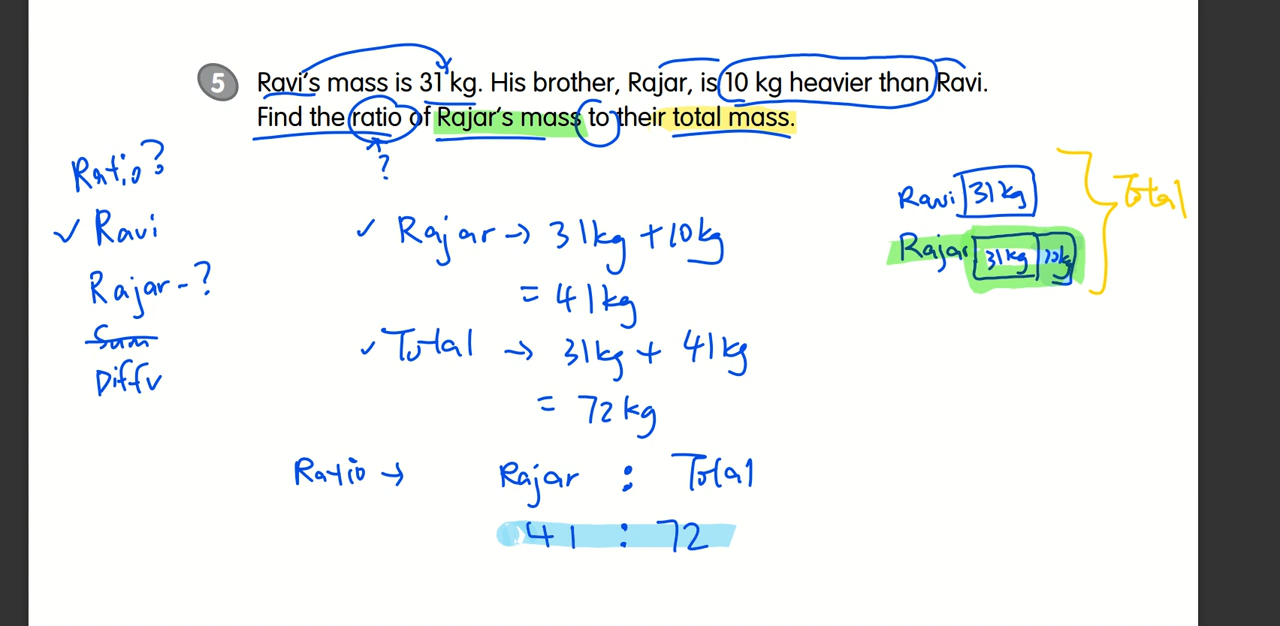 5 Ravi's mass is 31 kg. His brother, Rajar, is 10 kg heavier than Ravi.
Find the ratio of Rajar's mass to their total mass.
?
Ratio?
✓ Ravi
Rajar - ?
Sum
Diff ✓
✓ Rajar → 31kg + 10kg
= 41kg
✓ Total → 31kg + 41kg
= 72kg
Ratio → Rajar : Total
41 : 72
Ravi 31kg
Rajar 31kg 10kg
Total